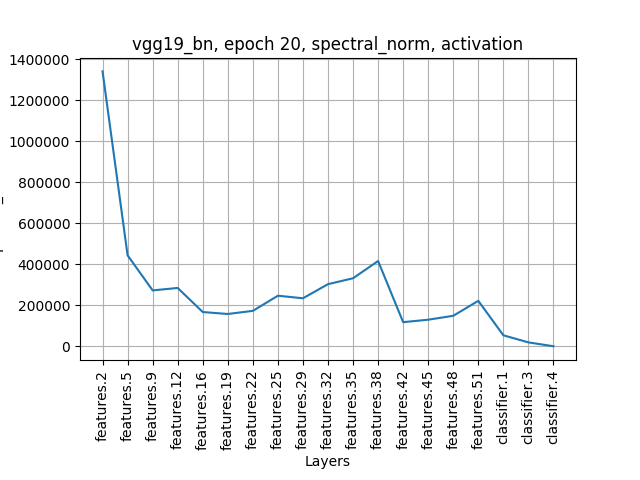 vgg19_bn, epoch 20, spectral_norm, activation
1400000
1200000
1000000
800000
600000
400000
200000
0
features.2
features.5
features.9
features.12
features.16
features.19
features.22
features.25
features.29
features.32
features.35
features.38
features.42
features.45
features.48
features.51
classifier.1
classifier.3
classifier.4
Layers